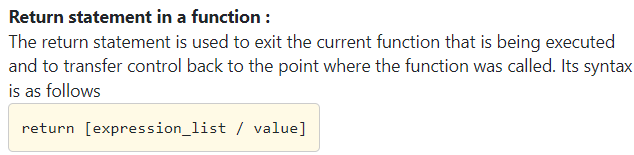 Return statement in a function :
The return statement is used to exit the current function that is being executed
and to transfer control back to the point where the function was called. Its syntax
is as follows
return [expression_list / value]